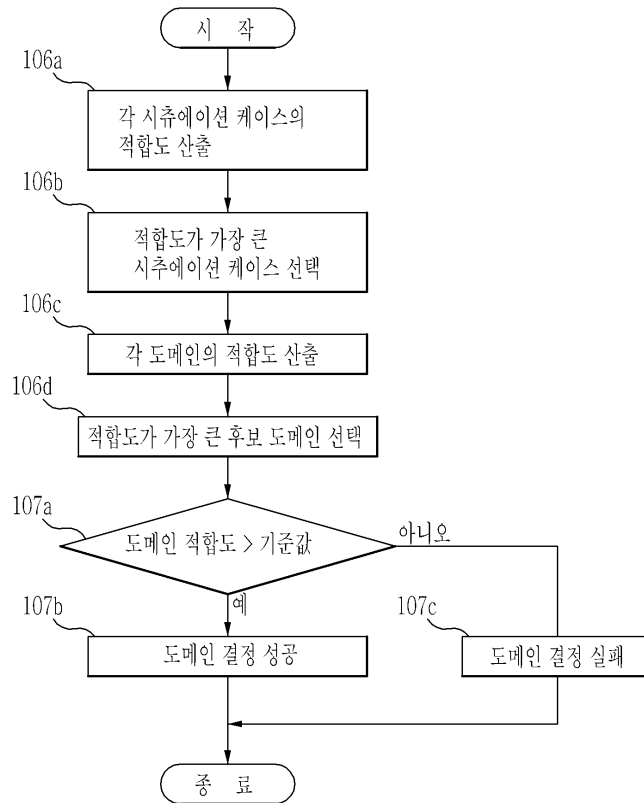 시 작
106a
각 시츄에이션 케이스의
적합도 산출
106b
적합도가 가장 큰
시추에이션 케이스 선택
106c
각 도메인의 적합도 산출
106d
적합도가 가장 큰 후보 도메인 선택
107a
도메인 적합도 > 기준값
아니오
예
107b
도메인 결정 성공
107c
도메인 결정 실패
종 료